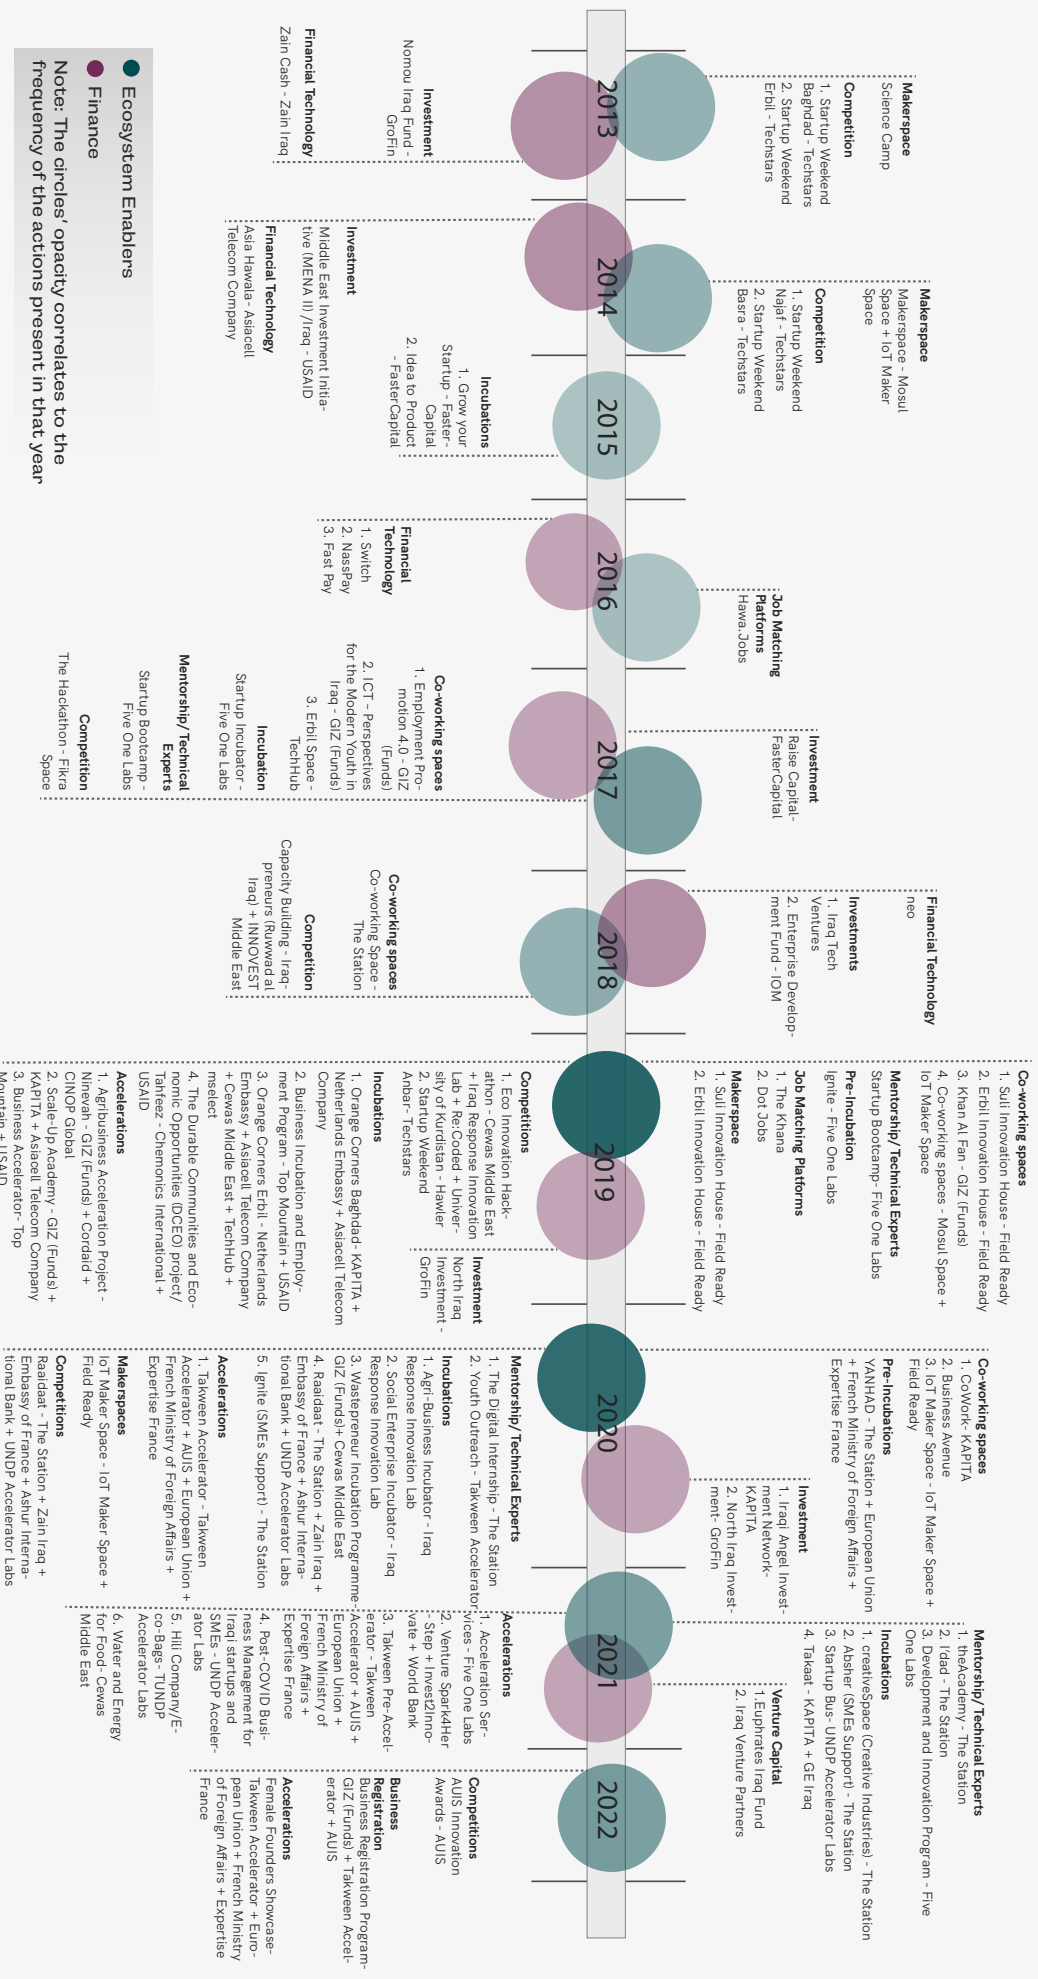 2013
Makerspace
Science Camp
Competition
1. Startup Weekend
Baghdad - Techstars
2. Startup Weekend
Erbil - Techstars
Investment
Nomou Iraq Fund -
GroFin
Financial Technology
Zain Cash - Zain Iraq
2014
Makerspace
Makerspace - Mosul
Space + IoT Maker
Space
Competition
1. Startup Weekend
Najaf - Techstars
2. Startup Weekend
Basra - Techstars
Investment
Middle East Investment Initia-
tive (MENA II) /Iraq - USAID
Financial Technology
Asia Hawala- Asiacell
Telecom Company
2015
Incubations
1. Grow your
Startup - Faster-
Capital
2. Idea to Product
- FasterCapital
2016
Job Matching
Platforms
Hawa.Jobs
Financial
Technology
1. Switch
2. NassPay
3. Fast Pay
2017
Investment
Raise Capital-
FasterCapital
Co-working spaces
1. Employment Pro-
motion 4.0 - GIZ
(Funds)
2. ICT - Perspectives
for the Modern Youth in
Iraq - GIZ (Funds)
3. Erbil Space -
TechHub
Incubation
Startup Incubator -
Five One Labs
Mentorship/ Technical
Experts
Startup Bootcamp -
Five One Labs
Competition
The Hackathon - Fikra
Space
2018
Financial Technology
neo
Investments
1. Iraq Tech
Ventures
2. Enterprise Develop-
ment Fund - IOM
Co-working spaces
Co-working Space -
The Station
Competition
Capacity Building - Iraq-
preneurs (Ruwwad al
Iraq) + INNOVEST
Middle East
2019
Co-working spaces
1. Suli Innovation House - Field Ready
2. Erbil Innovation House - Field Ready
3. Khan Al Fan - GIZ (Funds)
4. Co-working spaces - Mosul Space +
IoT Maker Space
Mentorship/ Technical Experts
Startup Bootcamp- Five One Labs
Pre-Incubation
Ignite - Five One Labs
Job Matching Platforms
1. The Khana
2. Dot Jobs
Makerspace
1. Suli Innovation House - Field Ready
2. Erbil Innovation House - Field Ready
Competitions
1. Eco Innovation Hack-
athon - Cewas Middle East
+ Iraq Response Innovation
Lab + Re:Coded + Univer-
sity of Kurdistan - Hawler
2. Startup Weekend
Anbar- Techstars
Investment
North Iraq
Investment -
GroFin
Incubations
1. Orange Corners Baghdad- KAPITA +
Netherlands Embassy + Asiacell Telecom
Company
2. Business Incubation and Employ-
ment Program - Top Mountain + USAID
3. Orange Corners Erbil - Netherlands
Embassy + Asiacell Telecom Company
+ Cewas Middle East + TechHub +
mselect
4. The Durable Communities and Eco-
nomic Opportunities (DCEO) project/
Tahfeez - Chemonics International +
USAID
Accelerations
1. Agribusiness Acceleration Project -
Ninevah - GIZ (Funds) + Cordaid +
CINOP Global
2. Scale-Up Academy - GIZ (Funds) +
KAPITA + Asiacell Telecom Company
3. Business Accelerator- Top
Mountain + USAID
2020
Co-working spaces
1. CoWork- KAPITA
2. Business Avenue
3. IoT Maker Space - IoT Maker Space +
Field Ready
Pre-Incubations
YANHAD - The Station + European Union
+ French Ministry of Foreign Affairs +
Expertise France
Investment
1. Iraqi Angel Invest-
ment Network-
KAPITA
2. North Iraq Invest-
ment- GroFin
Mentorship/ Technical Experts
1. The Digital Internship - The Station
2. Youth Outreach - Takween Accelerator
Incubations
1. Agri-Business Incubator - Iraq
Response Innovation Lab
2. Social Enterprise Incubator - Iraq
Response Innovation Lab
3. Wastepreneur Incubation Programme-
GIZ (Funds)+ Cewas Middle East
4. Raaidaat - The Station + Zain Iraq +
Embassy of France + Ashur Interna-
tional Bank + UNDP Accelerator Labs
5. Ignite (SMEs Support) - The Station
Accelerations
1. Takween Accelerator - Takween
Accelerator + AUIS + European Union +
French Ministry of Foreign Affairs +
Expertise France
Makerspaces
IoT Maker Space - IoT Maker Space +
Field Ready
Competitions
Raaidaat - The Station + Zain Iraq +
Embassy of France + Ashur Interna-
tional Bank + UNDP Accelerator Labs
2021
Mentorship/ Technical Experts
1. theAcademy - The Station
2. I'dad - The Station
3. Development and Innovation Program - Five
One Labs
Incubations
1. creativeSpace (Creative Industries) - The Station
2. Absher (SMEs Support) - The Station
3. Startup Bus- UNDP Accelerator Labs
4. Takaat - KAPITA + GE Iraq
Venture Capital
1.Euphrates Iraq Fund
2. Iraq Venture Partners
Accelerations
1. Acceleration Ser-
vices - Five One Labs
2. Venture Spark4Her
- Step + Invest2Inno-
vate + World Bank
3. Takween Pre-Accel-
erator - Takween
Accelerator + AUIS +
European Union +
French Ministry of
Foreign Affairs +
Expertise France
4. Post-COVID Busi-
ness Management for
Iraqi startups and
SMEs - UNDP Acceler-
ator Labs
5. Hili Company/E-
co-Bags - TUNDP
Accelerator Labs
6. Water and Energy
for Food- Cewas
Middle East
2022
Competitions
AUIS Innovation
Awards - AUIS
Business
Registration
Business Registration Program-
GIZ (Funds) + Takween Accel-
erator + AUIS
Accelerations
Female Founders Showcase-
Takween Accelerator + Euro-
pean Union + French Ministry
of Foreign Affairs + Expertise
France
Ecosystem Enablers
Finance
Note: The circles' opacity correlates to the
frequency of the actions present in that year